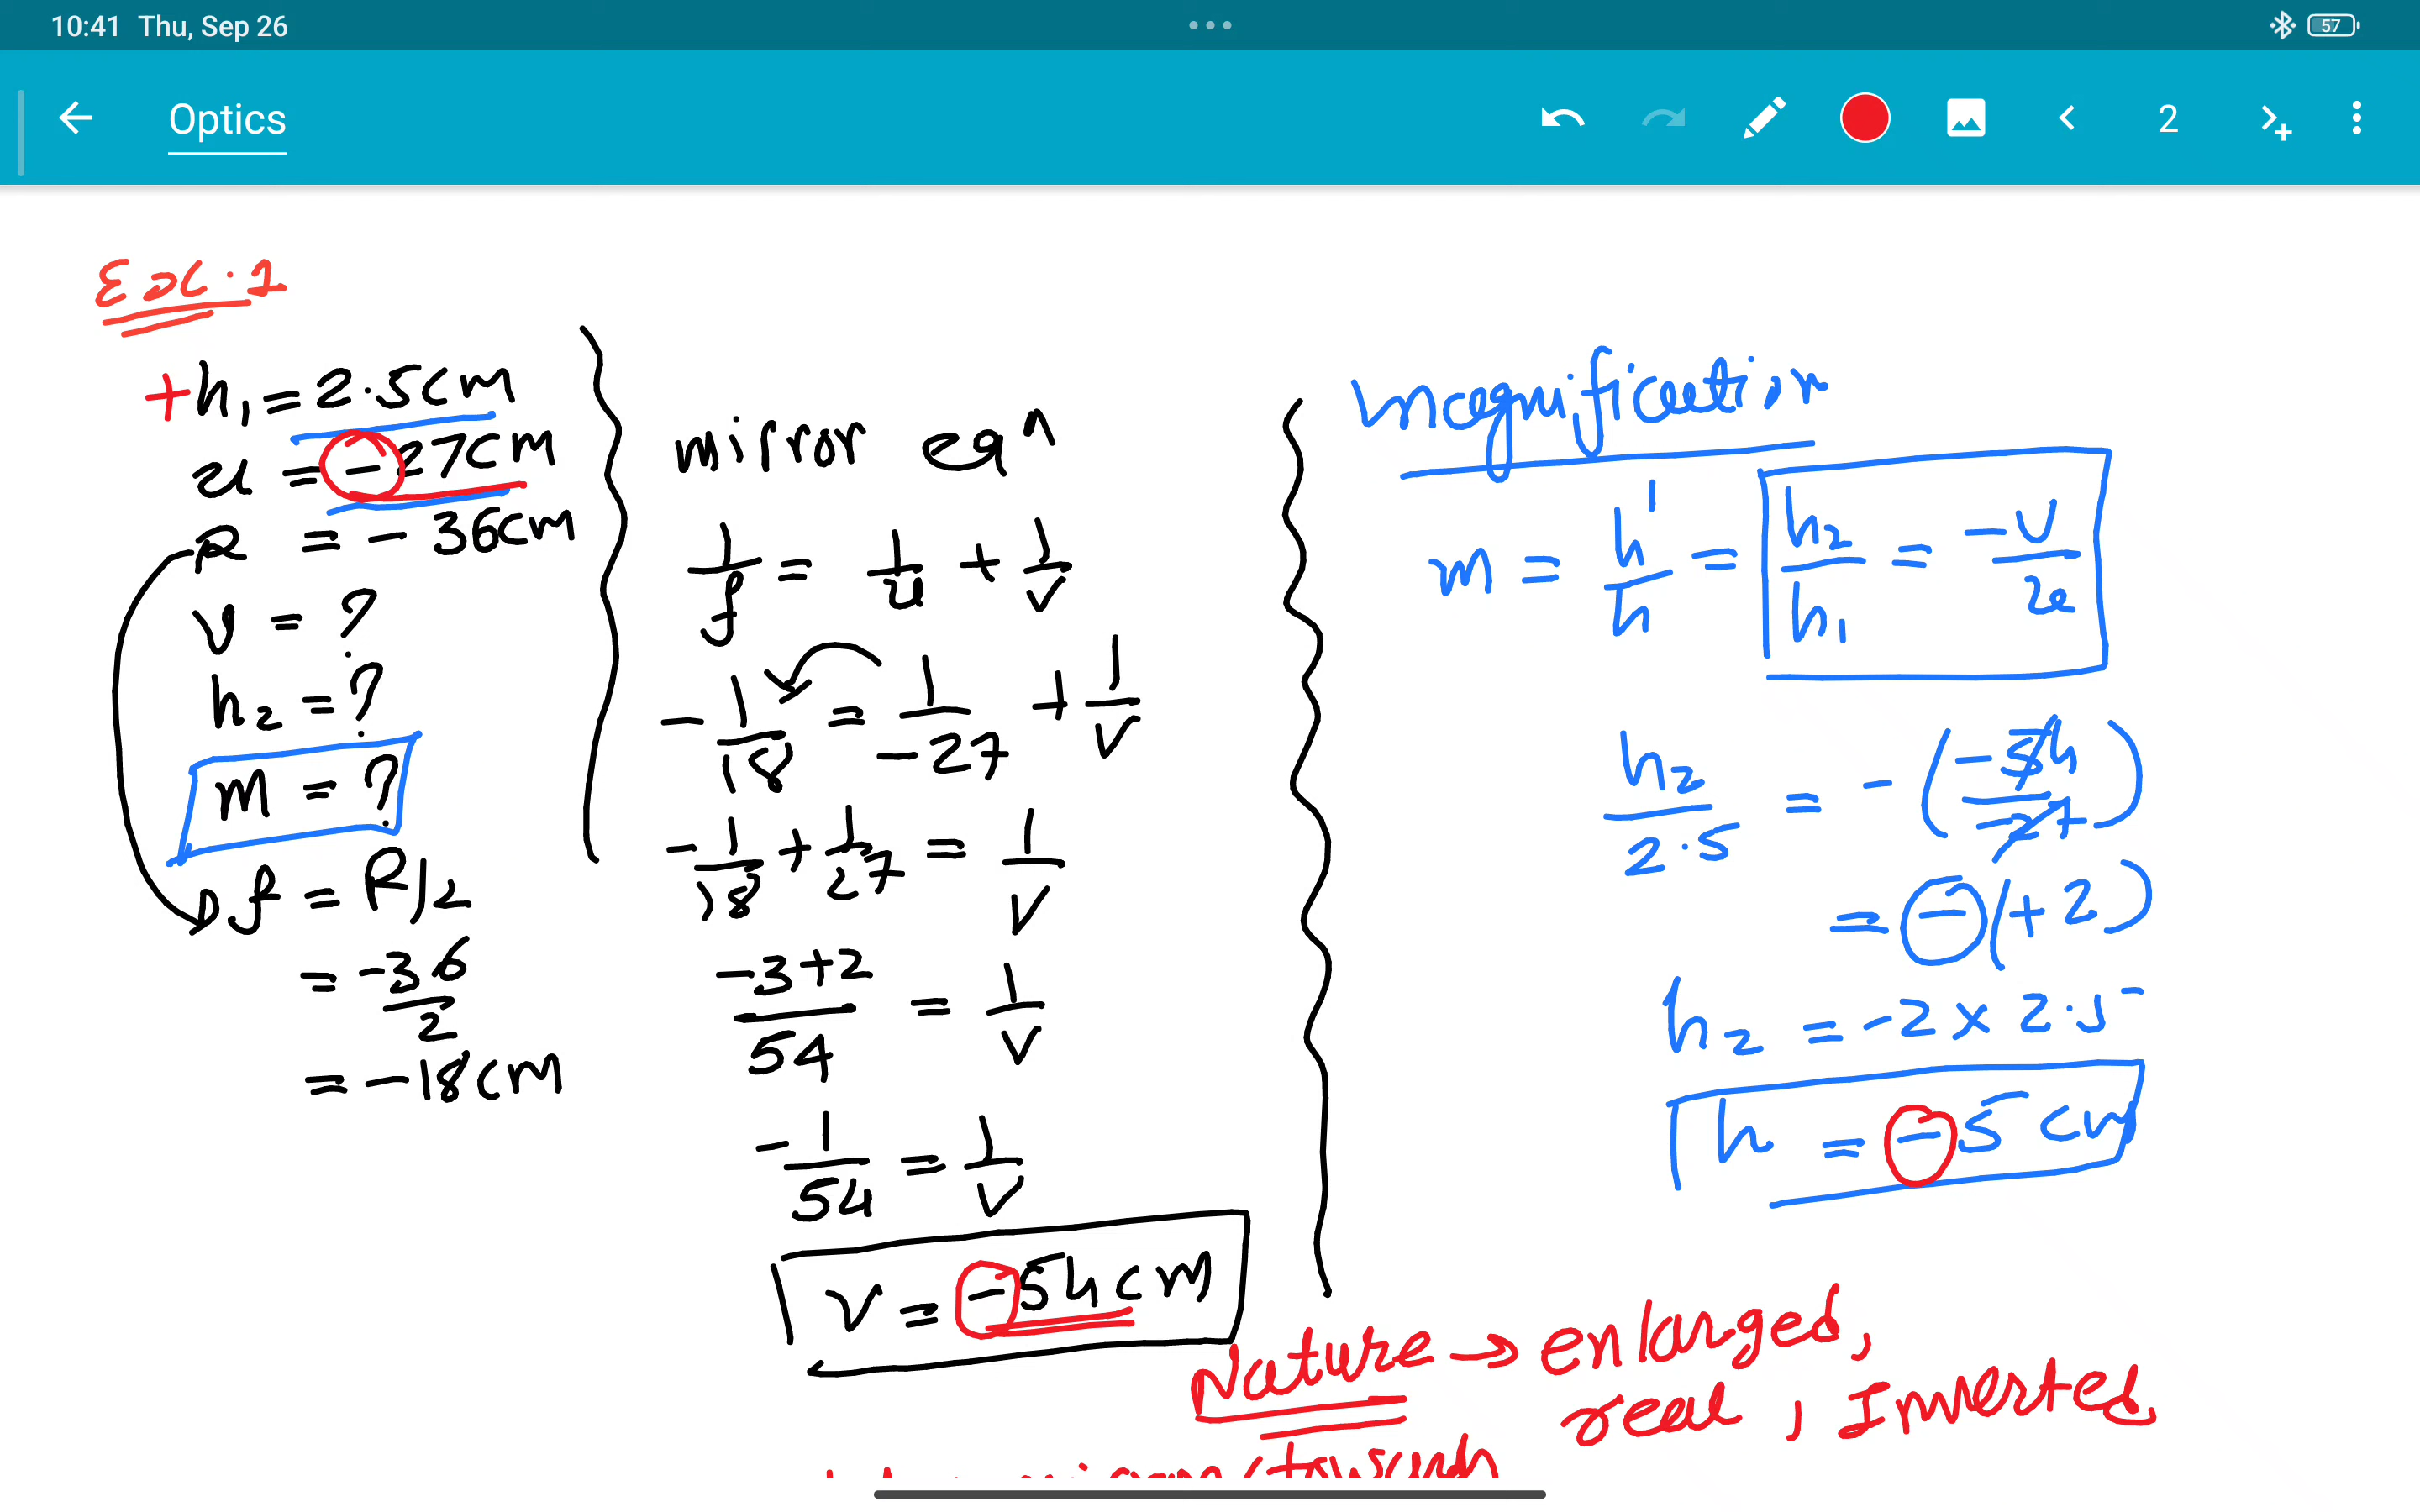 10:41 Thu, Sep 26
57
Optics
2
Ex.1
+h₁ = 2.5cm
u = -27cm
R = -36cm
v = ?
h₂ = ?
m = ?
f = R/2
= -36/2
= -18cm
mirror eqⁿ
1/f = 1/u + 1/v
-1/18 = 1/-27 + 1/v
-1/18 + 1/27 = 1/v
-3+2/54 = 1/v
-1/54 = 1/v
v = -54cm
magnification
m = h'/h = h₂/h₁ = -v/u
h₂/2.5 = -(-54/-27)
= -(+2)
h₂ = -2 × 2.5
h = -5cm
Nature → enlarged,
real, Inverted